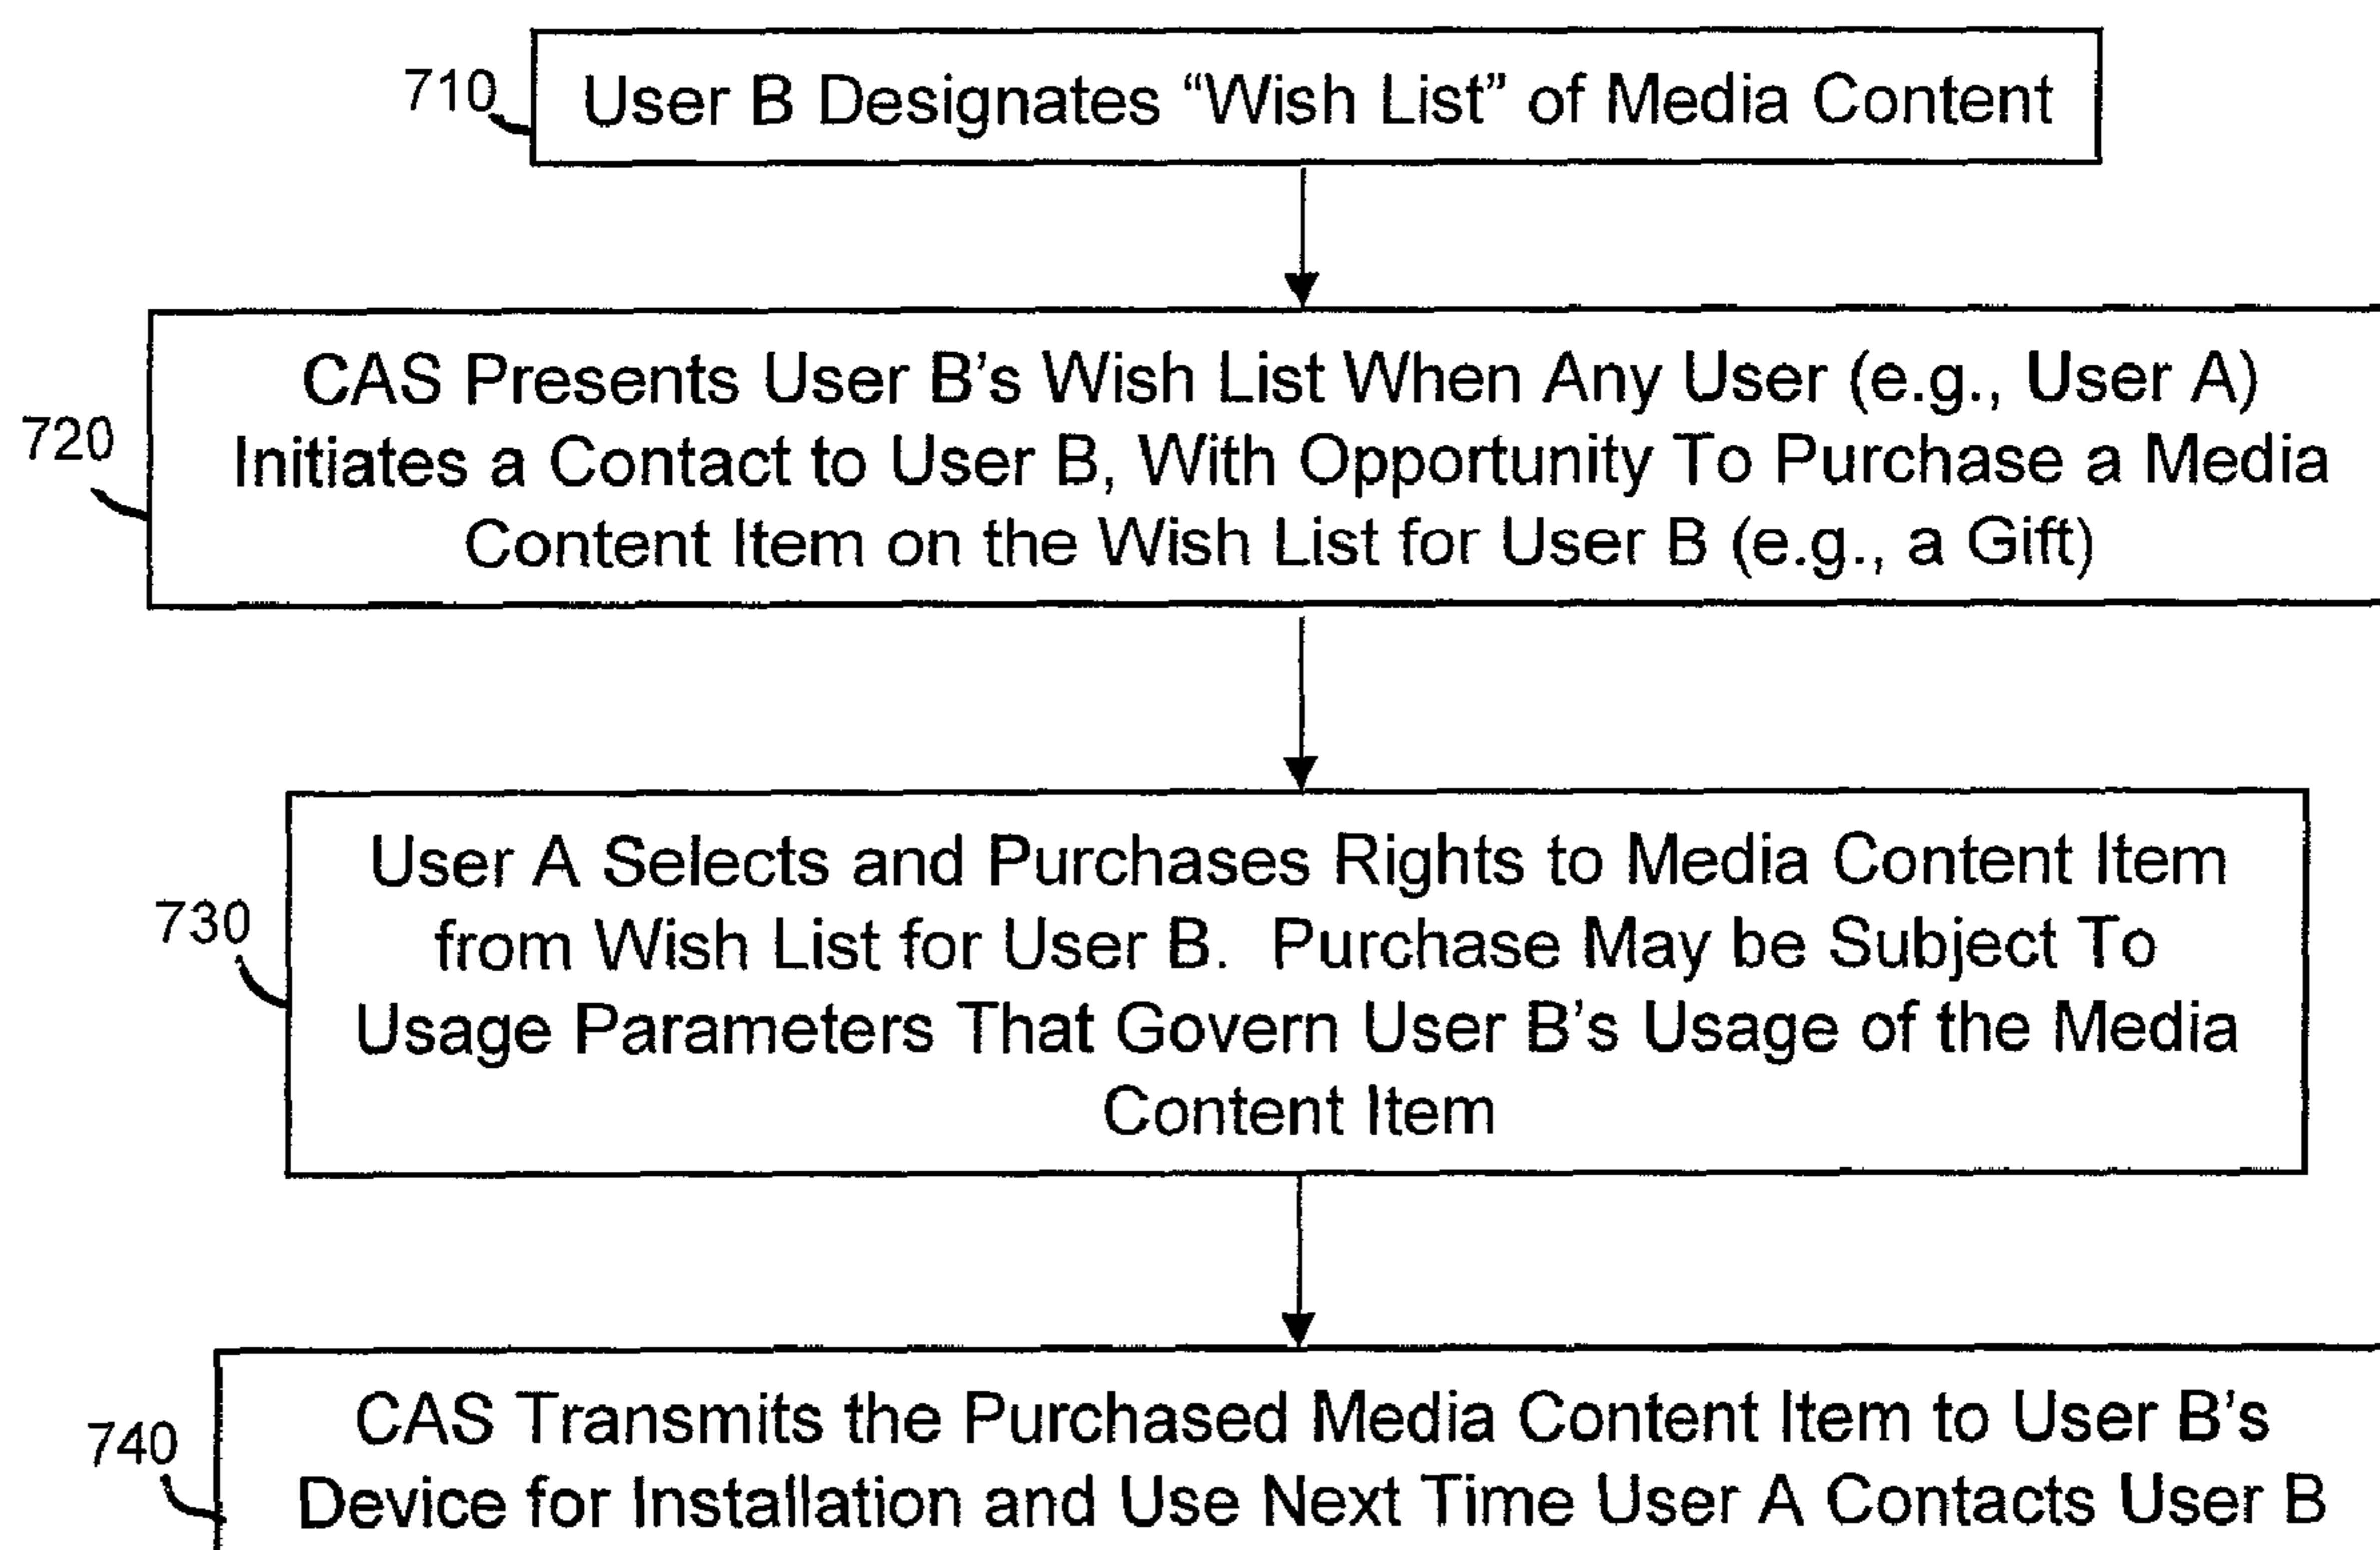 710
User B Designates “Wish List” of Media Content
CAS Presents User B’s Wish List When Any User (e.g., User A)
720
Initiates a Contact to User B, With Opportunity To Purchase a Media
Content Item on the Wish List for User B (e.g., a Gift)
User A Selects and Purchases Rights to Media Content Item
730
from Wish List for User B.  Purchase May be Subject To
Usage Parameters That Govern User B’s Usage of the Media
Content Item
CAS Transmits the Purchased Media Content Item to User B’s
740
Device for Installation and Use Next Time User A Contacts User B